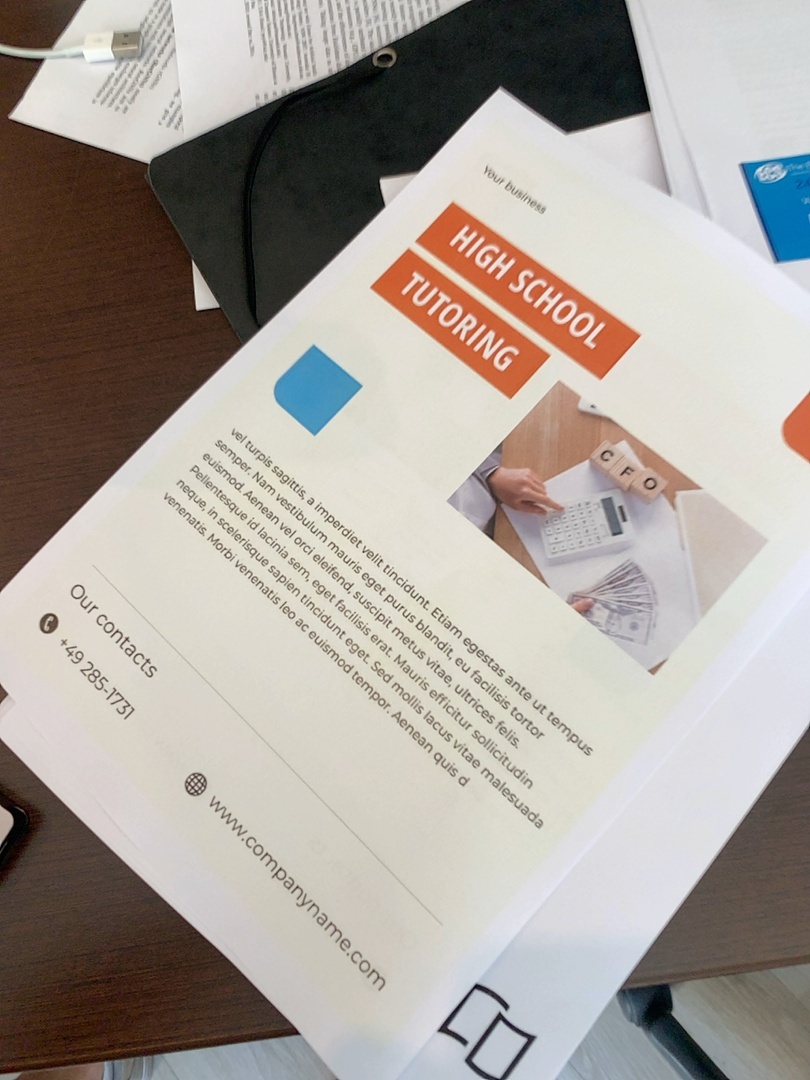 Your business
HIGH SCHOOL
TUTORING
C F O
vel turpis sagittis, a imperdiet velit tincidunt. Etiam egestas ante ut tempus
semper. Nam vestibulum mauris eget purus blandit, eu facilisis tortor
euismod. Aenean vel orci eleifend, suscipit metus vitae, ultrices felis.
Pellentesque id lacinia sem, eget facilisis erat. Mauris efficitur sollicitudin
neque, in scelerisque sapien tincidunt eget. Sed mollis lacus vitae malesuada
venenatis. Morbi venenatis leo ac euismod tempor. Aenean quis d
Our contacts
+49 285-1731
www.companyname.com